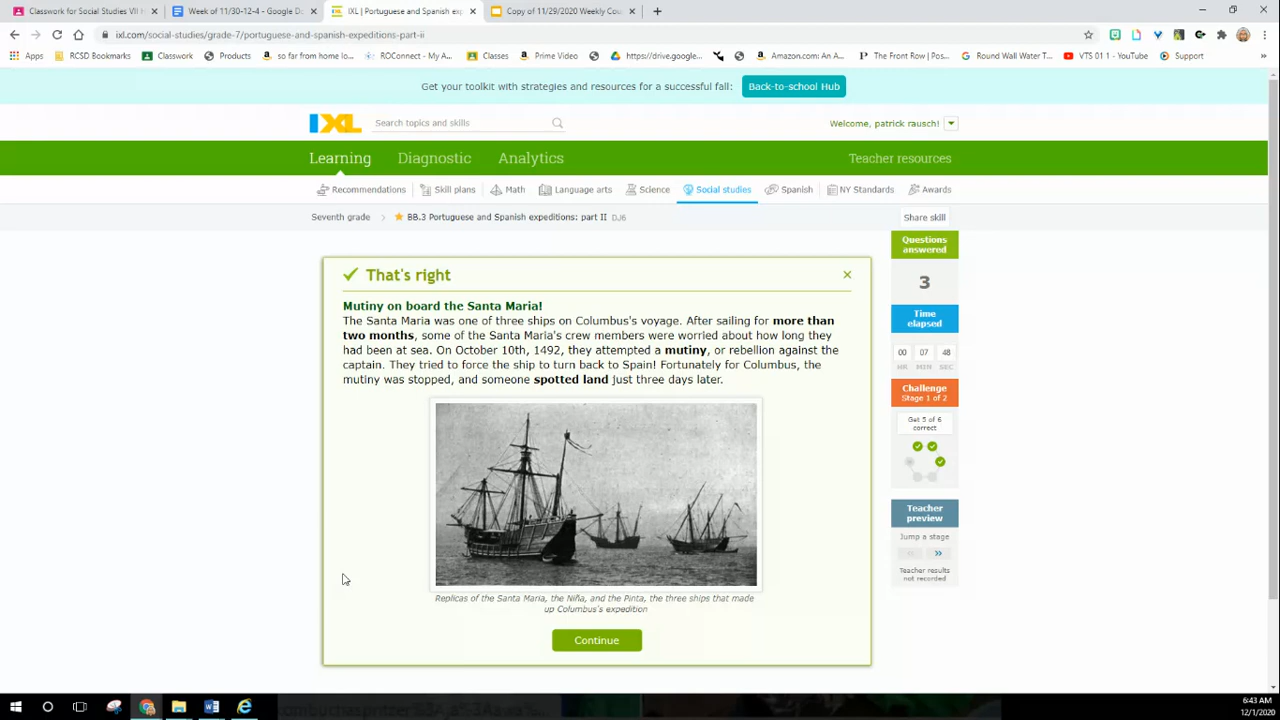 Classwork for Social Studies VII H
Week of 11/30-12-4 - Google Do
IXL | Portuguese and Spanish exp
Copy of 11/29/2020 Weekly Cou
ixl.com/social-studies/grade-7/portuguese-and-spanish-expeditions-part-ii
Apps RCSD Bookmarks Classwork Products so far from home lo... ROConnect - My A... Classes Prime Video https://drive.google... Amazon.com: An A... The Front Row | Pos... Round Wall Water T... VTS 01 1 - YouTube Support
Get your toolkit with strategies and resources for a successful fall: Back-to-school Hub
IXL Search topics and skills Welcome, patrick rausch!
Learning Diagnostic Analytics Teacher resources
Recommendations Skill plans Math Language arts Science Social studies Spanish NY Standards Awards
Seventh grade > BB.3 Portuguese and Spanish expeditions: part II DJ6 Share skill
That's right
Mutiny on board the Santa Maria!
The Santa Maria was one of three ships on Columbus's voyage. After sailing for more than
two months, some of the Santa Maria's crew members were worried about how long they
had been at sea. On October 10th, 1492, they attempted a mutiny, or rebellion against the
captain. They tried to force the ship to turn back to Spain! Fortunately for Columbus, the
mutiny was stopped, and someone spotted land just three days later.
Replicas of the Santa Maria, the Niña, and the Pinta, the three ships that made
up Columbus's expedition
Continue
Questions
answered
3
Time
elapsed
00 07 48
HR MIN SEC
Challenge
Stage 1 of 2
Get 5 of 6
correct
Teacher
preview
Jump a stage
Teacher results
not recorded
6:43 AM
12/1/2020